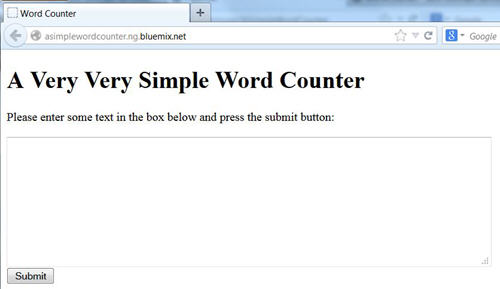 Word Counter
asimplewordcounter.ng.bluemix.net
Google
A Very Very Simple Word Counter
Please enter some text in the box below and press the submit button:
Submit